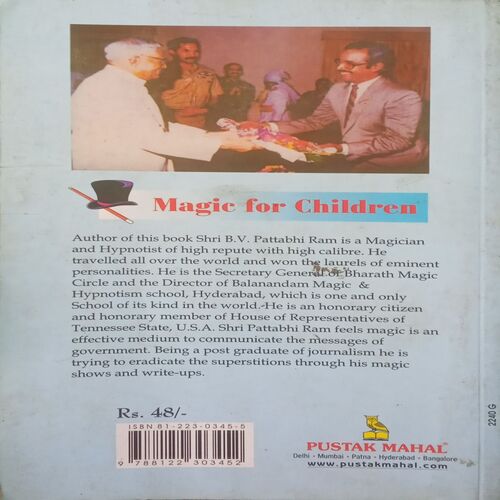 Magic for Children
Author of this book Shri B.V. Pattabhi Ram is a Magician
and Hypnotist of high repute with high calibre. He
travelled all over the world and won the laurels of eminent
personalities. He is the Secretary General of Bharath Magic
Circle and the Director of Balanandam Magic &
Hypnotism school, Hyderabad, which is one and only
School of its kind in the world. He is an honorary citizen
and honorary member of House of Representatives of
Tennessee State, U.S.A. Shri Pattabhi Ram feels magic is an
effective medium to communicate the messages of
government. Being a post graduate of journalism he is
trying to eradicate the superstitions through his magic
shows and write-ups.
Rs. 48/-
ISBN 81-223-0345-5
9 788122 303452
PUSTAK MAHAL
Delhi • Mumbai • Patna • Hyderabad • Bangalore
www.pustakmahal.com
2240 G